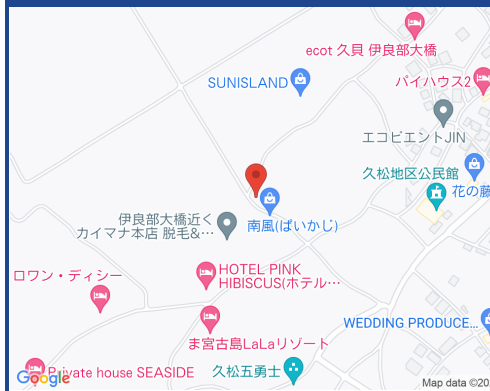 ecot 久貝 伊良部大橋
SUNISLAND
パイハウス2
エコピエントJIN
久松地区公民館
花の藤
南風(ぱいかじ)
伊良部大橋近く
カイマナ本店 脱毛&…
ロワン・ディシー
HOTEL PINK
HIBISCUS(ホテル…
WEDDING PRODUCE...
ま宮古島LaLaリゾート
Private house SEASIDE
久松五勇士
Google
Map data ©20